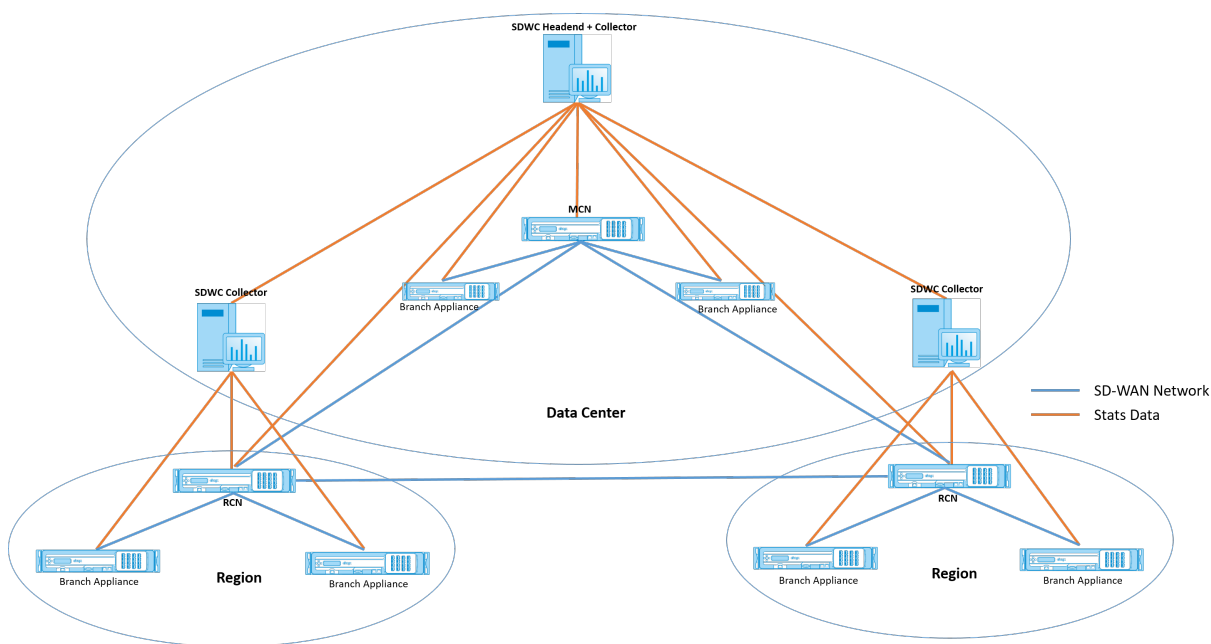 SDWC Headend + Collector
MCN
SDWC Collector
SDWC Collector
Branch Appliance
Branch Appliance
SD-WAN Network
Data Center
Stats Data
RCN
RCN
Branch Appliance
Region
Branch Appliance
Branch Appliance
Region
Branch Appliance